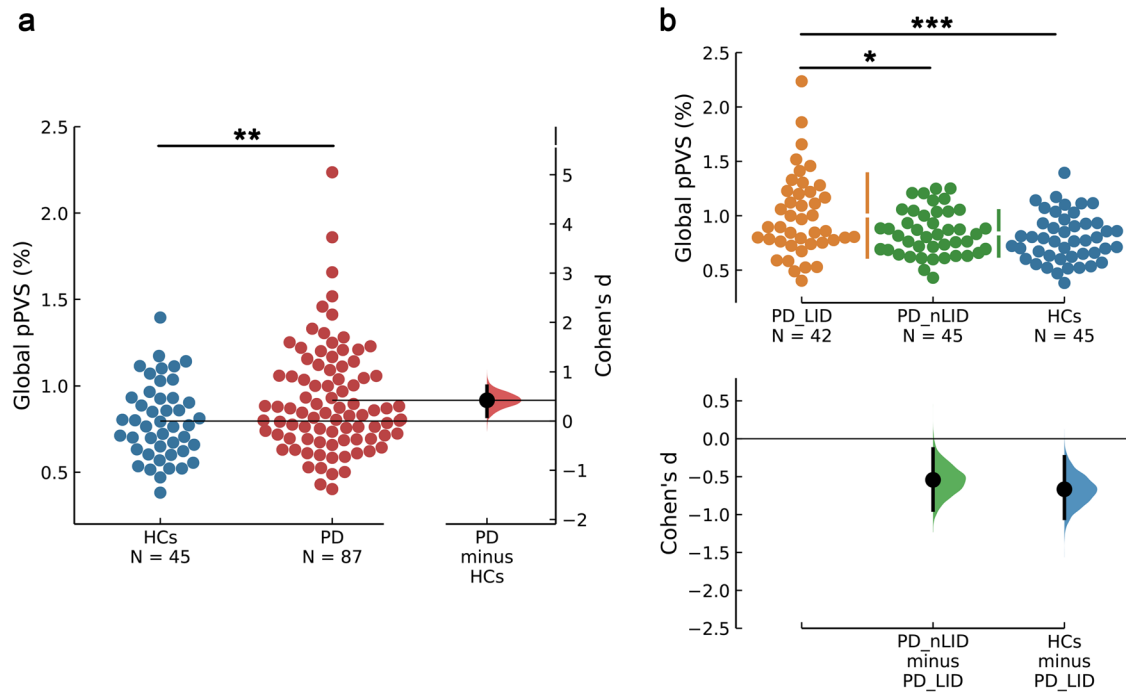 a
Global pPVS (%)
2.5
2.0
1.5
1.0
0.5
**
HCs
N = 45
PD
N = 87
PD
minus
HCs
Cohen's d
5
4
3
2
1
0
−1
−2
b
Global pPVS (%)
2.5
2.0
1.5
1.0
0.5
***
*
PD_LID
N = 42
PD_nLID
N = 45
HCs
N = 45
Cohen's d
0.5
0.0
−0.5
−1.0
−1.5
−2.0
−2.5
PD_nLID
minus
PD_LID
HCs
minus
PD_LID